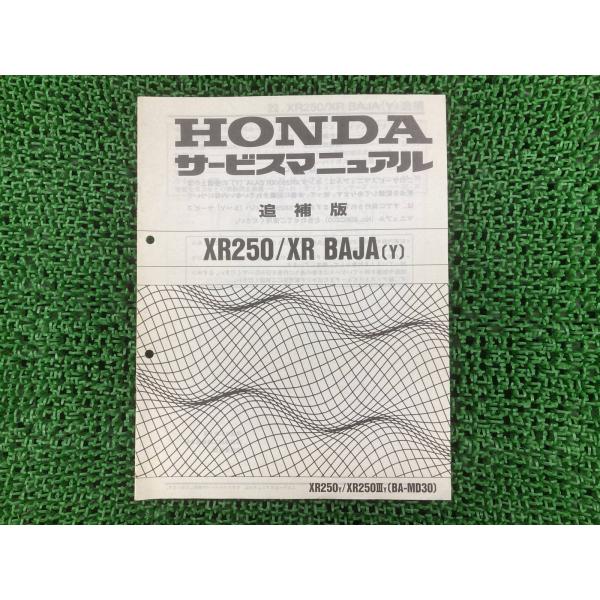 HONDA
サービスマニュアル
追補版
XR250/XR BAJA(Y)
XR250Y/XR250ⅢY(BA-MD30)